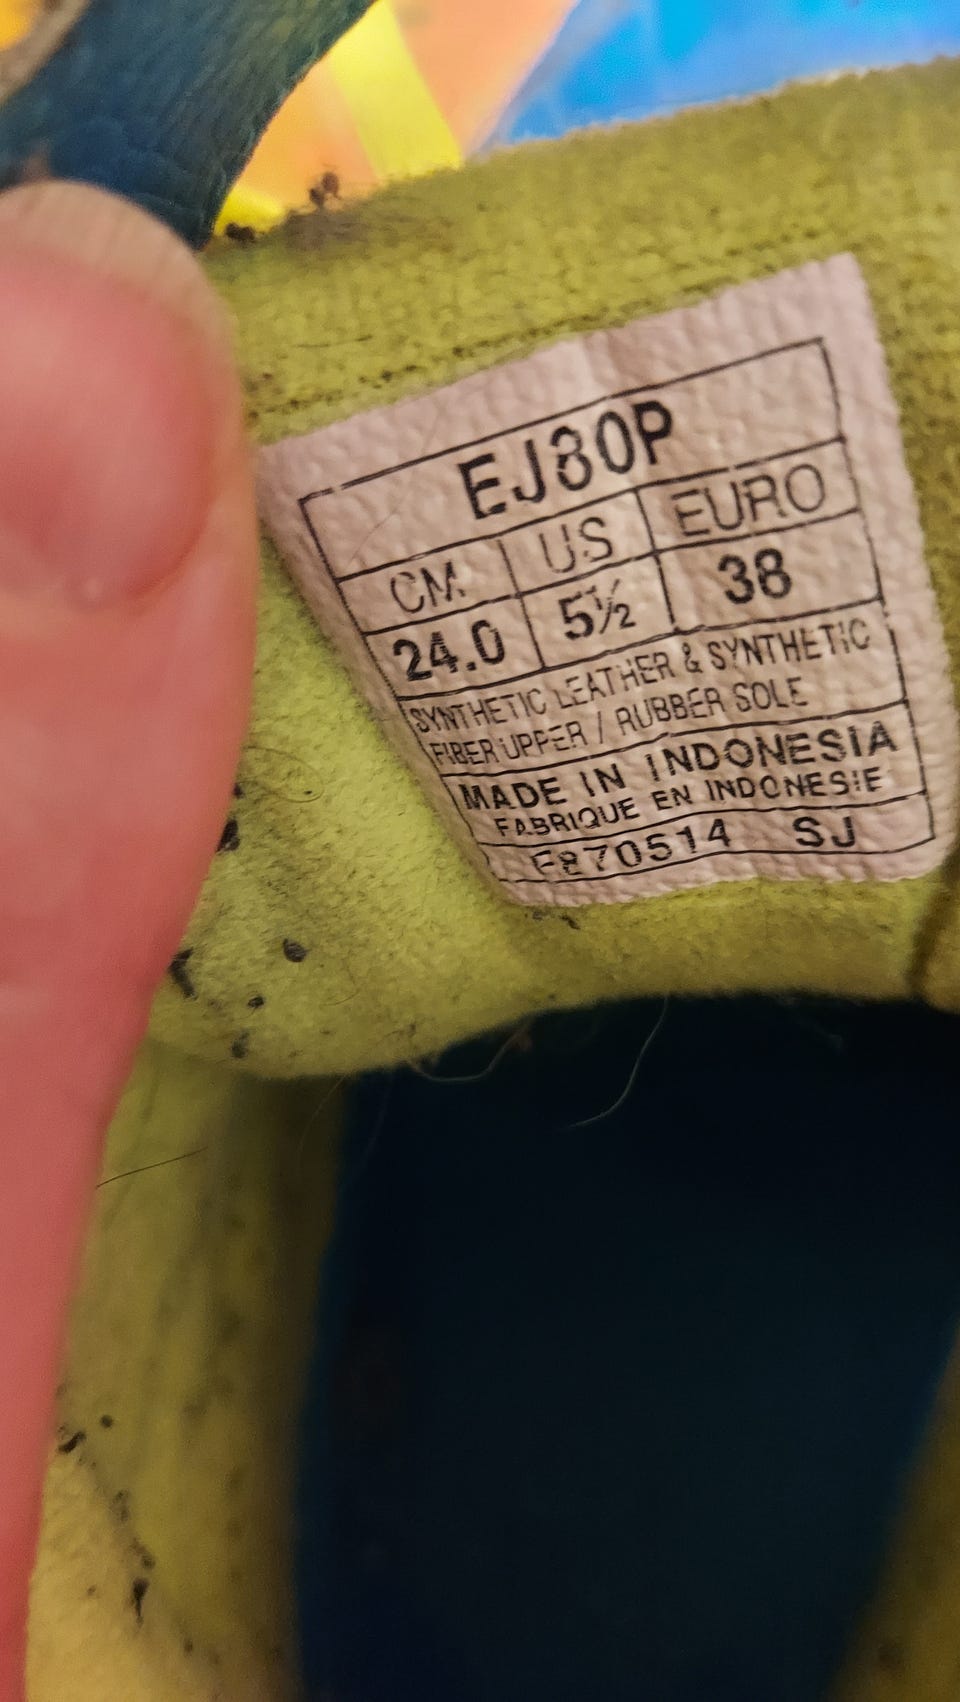 EJ80P
CM US EURO
24.0 5½ 38
SYNTHETIC LEATHER & SYNTHETIC
FIBER UPPER / RUBBER SOLE
MADE IN INDONESIA
FABRIQUE EN INDONESIE
E870514 SJ